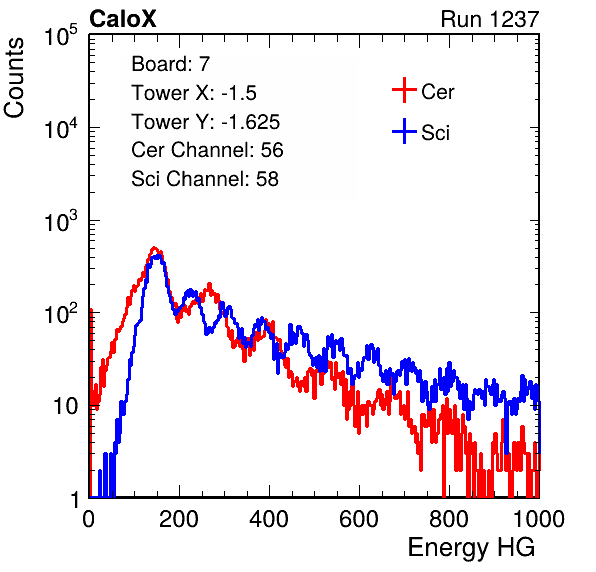 CaloX Run 1237
Counts
10^5
10^4
10^3
10^2
10
1
Board: 7
Tower X: -1.5
Tower Y: -1.625
Cer Channel: 56
Sci Channel: 58
Cer
Sci
0 200 400 600 800 1000
Energy HG